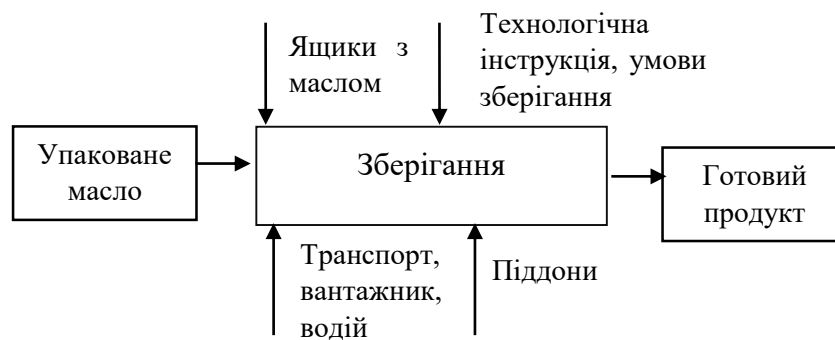 Ящики з
маслом
Технологічна
інструкція, умови
зберігання
Упаковане
масло
Зберігання
Готовий
продукт
Транспорт,
вантажник,
водій
Піддони